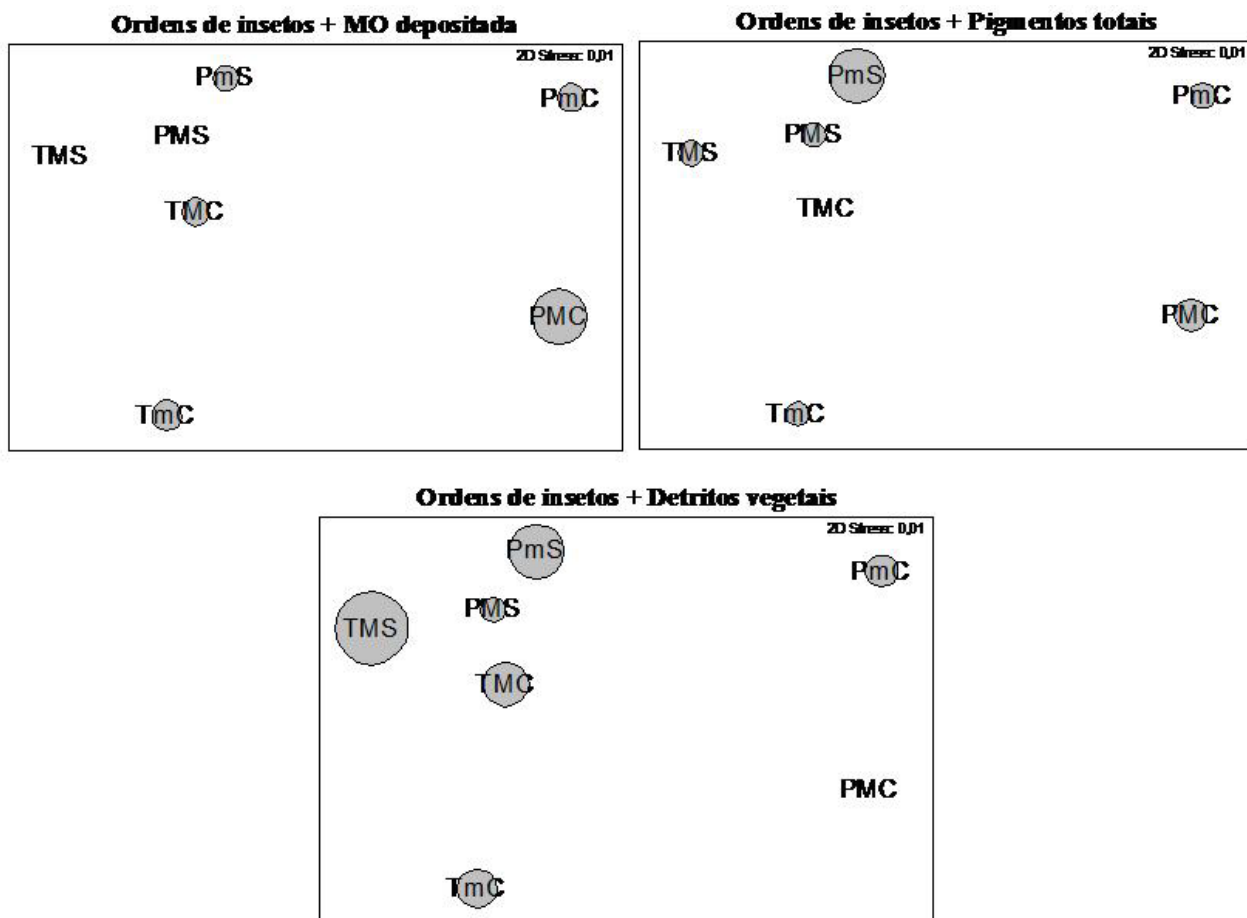 Ordens de insetos + MO depositada
2D Stress: 0,01
PmS
PmC
PMS
TMS
TMC
PMC
TmC
Ordens de insetos + Pigmentos totais
2D Stress: 0,01
PmS
PmC
PMS
TMS
TMC
PMC
TmC
Ordens de insetos + Detritos vegetais
2D Stress: 0,01
PmS
PmC
PMS
TMS
TMC
PMC
TmC